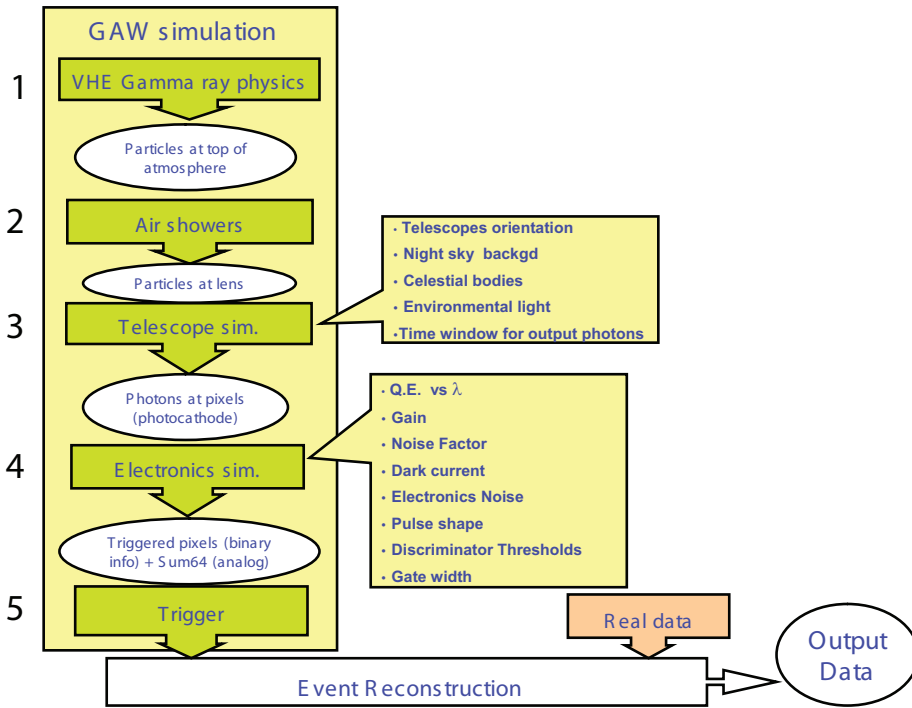 GAW simulation
1
VHE Gamma ray physics
Particles at top of
atmosphere
2
Air showers
Particles at lens
3
Telescope sim.
• Telescopes orientation
• Night sky backgd
• Celestial bodies
• Environmental light
•Time window for output photons
Photons at pixels
(photocathode)
4
Electronics sim.
• Q.E. vs λ
• Gain
• Noise Factor
• Dark current
• Electronics Noise
• Pulse shape
• Discriminator Thresholds
• Gate width
Triggered pixels (binary
info) + Sum64 (analog)
5
Trigger
Real data
Event Reconstruction
Output
Data